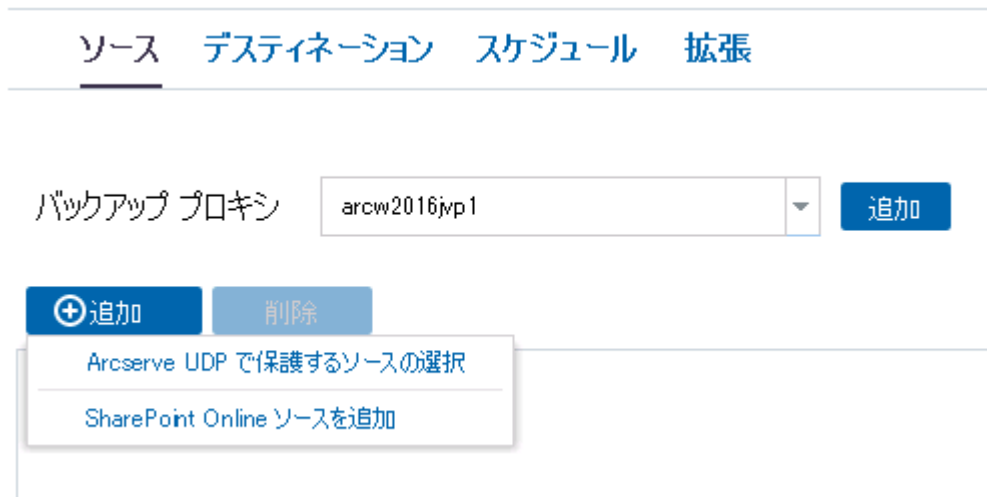 ソース デスティネーション スケジュール 拡張
バックアップ プロキシ arcw2016jvp1 追加
追加 削除
Arcserve UDP で保護するソースの選択
SharePoint Online ソースを追加